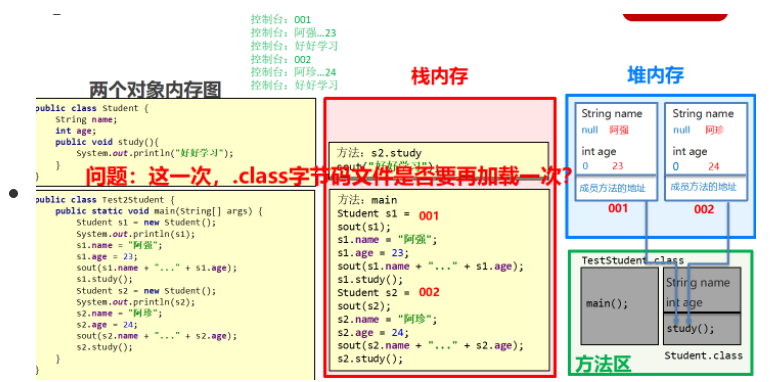 控制台：001
控制台：阿强...23
控制台：好好学习
控制台：002
控制台：阿珍...24
控制台：好好学习
两个对象内存图
public class Student {
String name;
int age;
public void study(){
System.out.println("好好学习");
}
}
问题：这一次，.class字节码文件是否要再加载一次?
public class Test2Student {
public static void main(String[] args) {
Student s1 = new Student();
System.out.println(s1);
s1.name = "阿强";
s1.age = 23;
sout(s1.name + "..." + s1.age);
s1.study();
Student s2 = new Student();
System.out.println(s2);
s2.name = "阿珍";
s2.age = 24;
sout(s2.name + "..." + s2.age);
s2.study();
}
}
栈内存
方法：s2.study
sout("好好学习");
方法：main
Student s1 = 001
sout(s1);
s1.name = "阿强";
s1.age = 23;
sout(s1.name + "..." + s1.age);
s1.study();
Student s2 = 002
sout(s2);
s2.name = "阿珍";
s2.age = 24;
sout(s2.name + "..." + s2.age);
s2.study();
堆内存
String name
null 阿强
int age
0 23
成员方法的地址
001
String name
null 阿珍
int age
0 24
成员方法的地址
002
TestStudent.class
main();
String name
int age
study();
Student.class
方法区